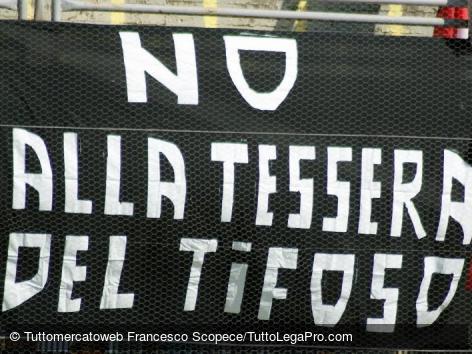 NO
ALLA TESSERA
DEL TiFOSO
© Tuttomercatoweb Francesco Scopece/TuttoLegaPro.com